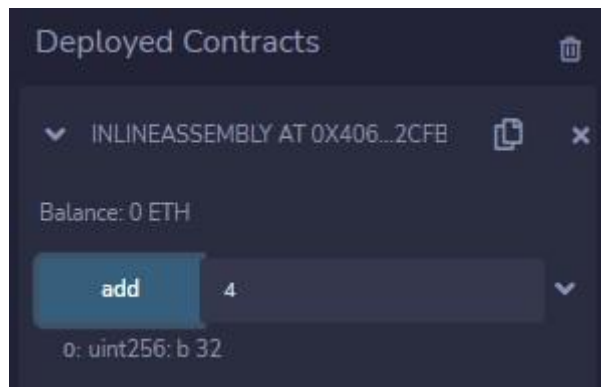 Deployed Contracts
INLINEASSEMBLY AT 0X406...2CFB
Balance: 0 ETH
add 4
0: uint256: b 32